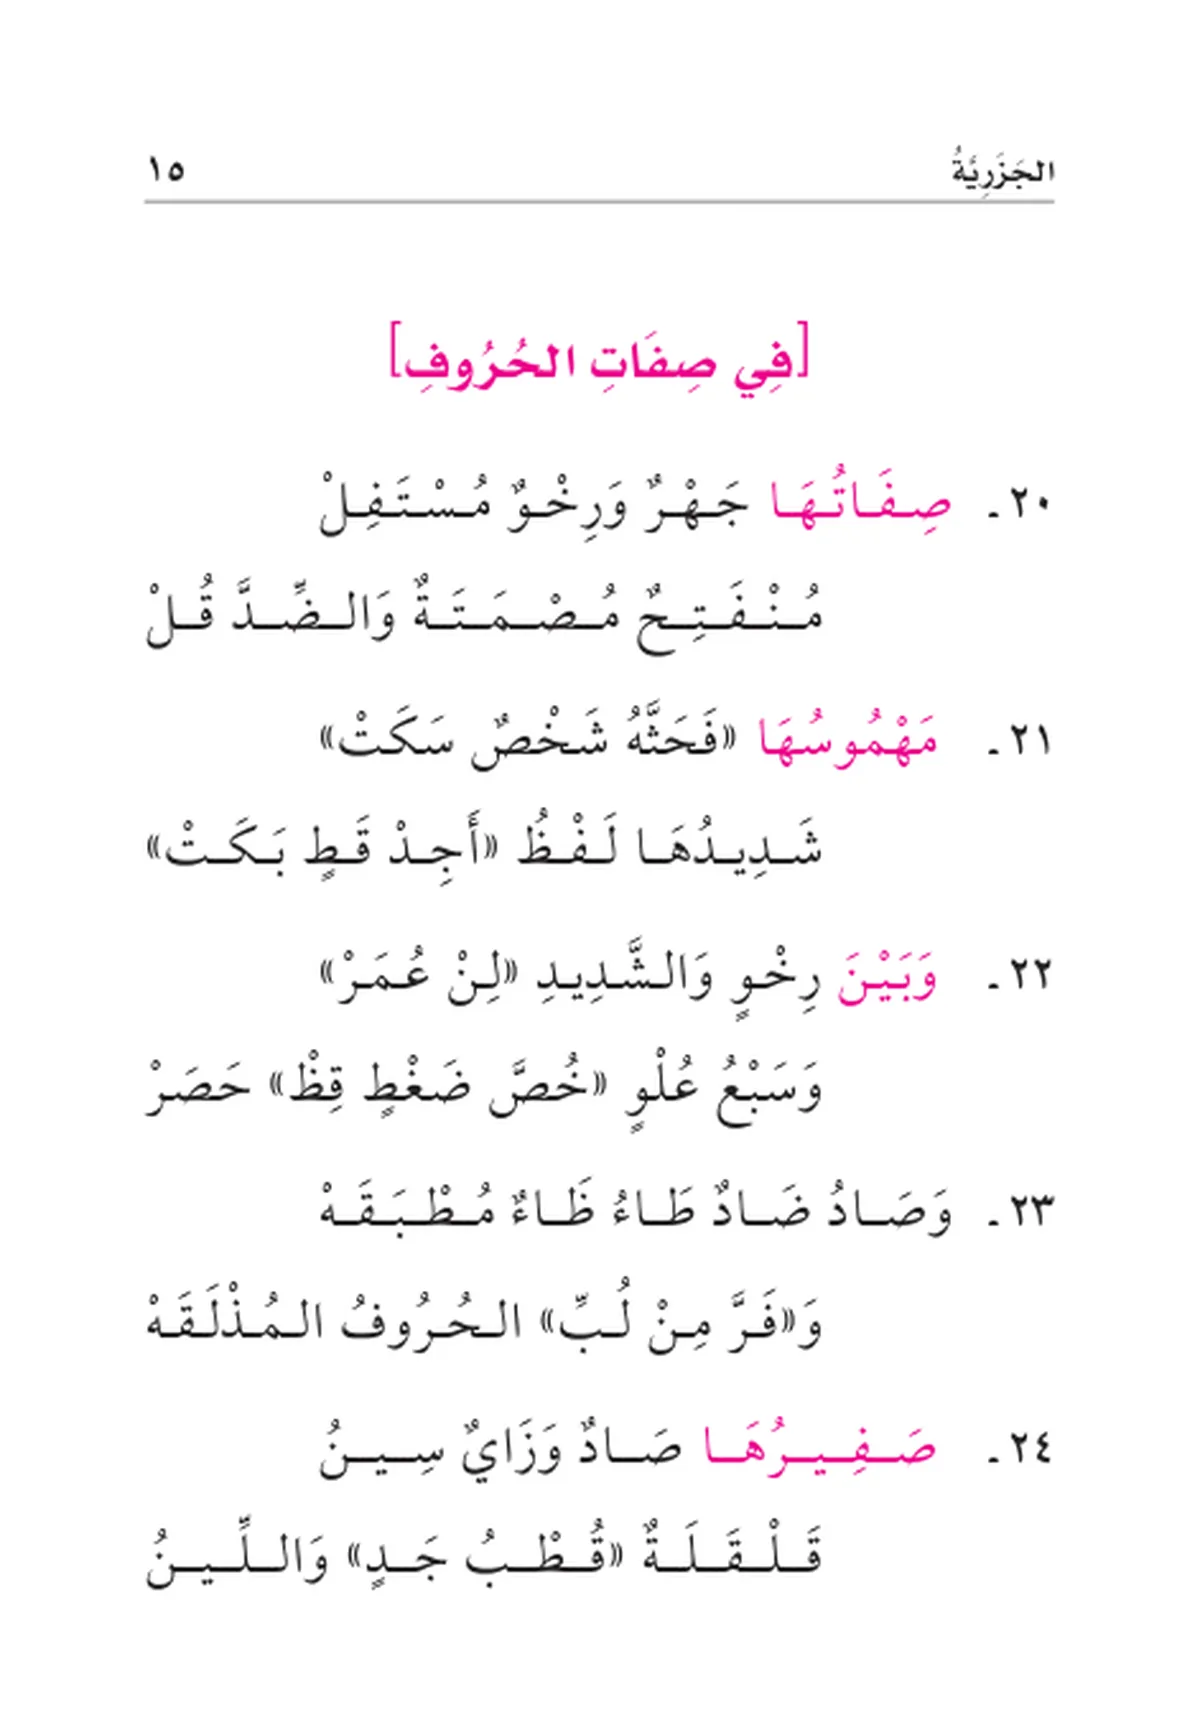 الجَزَرِيَّةُ ١٥
[فِي صِفَاتِ الحُرُوفِ]
٢٠ - صِفَاتُهَا جَهْرٌ وَرِخْوٌ مُسْتَفِلْ
مُنْفَتِحٌ مُصْمَتَةٌ وَالضِّدَّ قُلْ
٢١ - مَهْمُوسُهَا «فَحَثَّهُ شَخْصٌ سَكَتْ»
شَدِيدُهَا لَفْظُ «أَجِدْ قَطٍ بَكَتْ»
٢٢ - وَبَيْنَ رِخْوٍ وَالشَّدِيدِ «لِنْ عُمَرْ»
وَسَبْعُ عُلْوٍ «خُصَّ ضَغْطٍ قِظْ» حَصَرْ
٢٣ - وَصَادُ ضَادٌ طَاءُ ظَاءٌ مُطْبَقَهْ
وَ«فَرَّ مِنْ لُبِّ» الحُرُوفُ المُذْلَقَهْ
٢٤ - صَفِيرُهَا صَادٌ وَزَايٌ سِينُ
قَلْقَلَةٌ «قُطْبُ جَدٍ» وَاللِّينُ